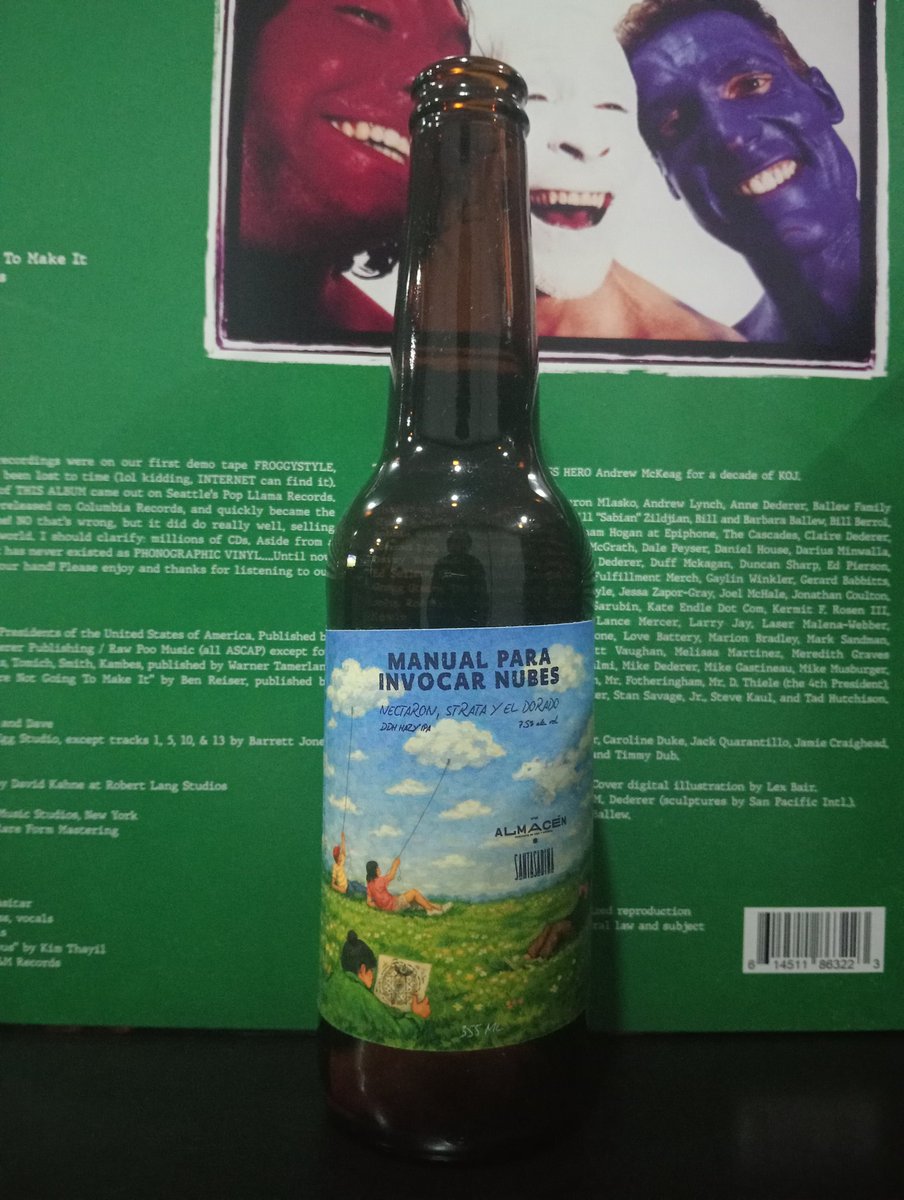 To Make It
recordings were on our first demo tape FROGGYSTYLE,
been lost to time (lol kidding, INTERNET can find it).
of THIS ALBUM came out on Seattle's Pop Llama Records.
released on Columbia Records, and quickly became the
NO that's wrong, but it did do really well, selling
world. I should clarify: millions of CDs. Aside from
has never existed as PHONOGRAPHIC VINYL....Until now
our hand! Please enjoy and thanks for listening to
Presidents of the United States of America, Published
Publishing / Raw Poo Music (all ASCAP) except
Tomich, Smith, Kambes, published by Warner Tamerlan
re Not Going To Make It" by Ben Reiser, published
and Dave
Egg Studio, except tracks 1, 5, 10, & 13 by Barrett Jone
by David Kahne at Robert Lang Studios
Music Studios, New York
Form Mastering
vocals
by Kim Thayil
Records
HERO Andrew McKeag for a decade of KOJ.
Mlasko, Andrew Lynch, Anne Dederer, Ballew Family
"Sabian" Zildjian, Bill and Barbara Ballew, Bill Berrol,
Hogan at Epiphone, The Cascades, Claire Dederer
McGrath, Dale Peyser, Daniel House, Darius Minwalla,
Dederer, Duff Mckagan, Duncan Sharp, Ed Pierson,
Fulfillment Merch, Gaylin Winkler, Gerard Babbitts,
Jessa Zapor-Gray, Joel McHale, Jonathan Coulton,
Sarubin, Kate Endle Dot Com, Kermit F. Rosen III,
Lance Mercer, Larry Jay, Laser Malena-Webber,
Love Battery, Marion Bradley, Mark Sandman,
Vaughan, Melissa Martinez, Meredith Graves
Mike Dederer, Mike Gastineau, Mike Musburger,
Mr. Fotheringham, Mr. D. Thiele (the 4th President),
Stan Savage, Jr., Steve Kaul, and Tad Hutchison,
Caroline Duke, Jack Quarantillo, Jamie Craighead,
and Timmy Dub.
Cover digital illustration by Lex Bair.
M. Dederer (sculptures by San Pacific Intl.).
Ballew.
reproduction
law and subject
6 14511 86322 3
MANUAL PARA
INVOCAR NUBES
NECTARON, STRATA Y EL DORADO
DDH HAZY IPA 7.5% alc. vol.
ALMACÉN
SANTASABINA
355 ML